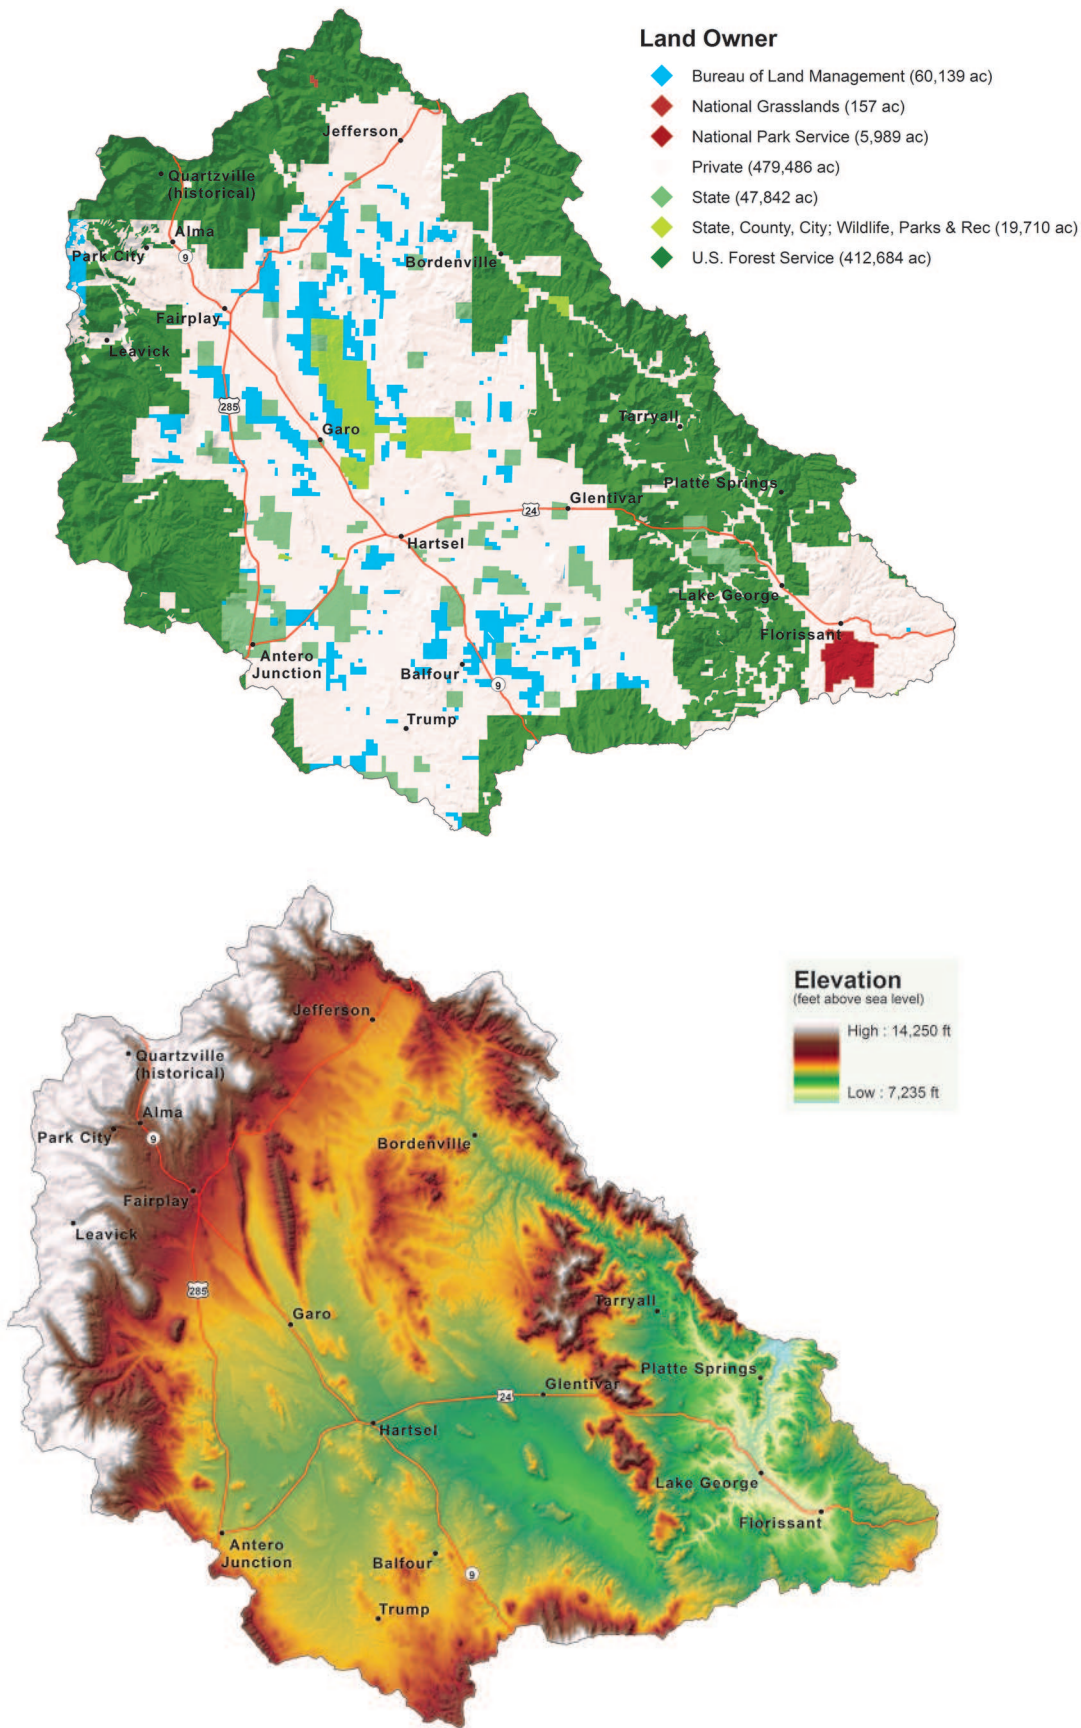 Land Owner
Bureau of Land Management (60,139 ac)
National Grasslands (157 ac)
National Park Service (5,989 ac)
Private (479,486 ac)
State (47,842 ac)
State, County, City; Wildlife, Parks & Rec (19,710 ac)
U.S. Forest Service (412,684 ac)
Jefferson
Quartzville
(historical)
Alma
Park City
9
Bordenville
Fairplay
Leavick
285
Tarryall
Garo
Platte Springs
Glentivar
24
Hartsel
Lake George
Florissant
Antero
Junction
Balfour
9
Trump
Elevation
(feet above sea level)
High : 14,250 ft
Low : 7,235 ft
Jefferson
Quartzville
(historical)
Alma
Park City
9
Bordenville
Fairplay
Leavick
285
Tarryall
Garo
Platte Springs
Glentivar
24
Hartsel
Lake George
Florissant
Antero
Junction
Balfour
9
Trump